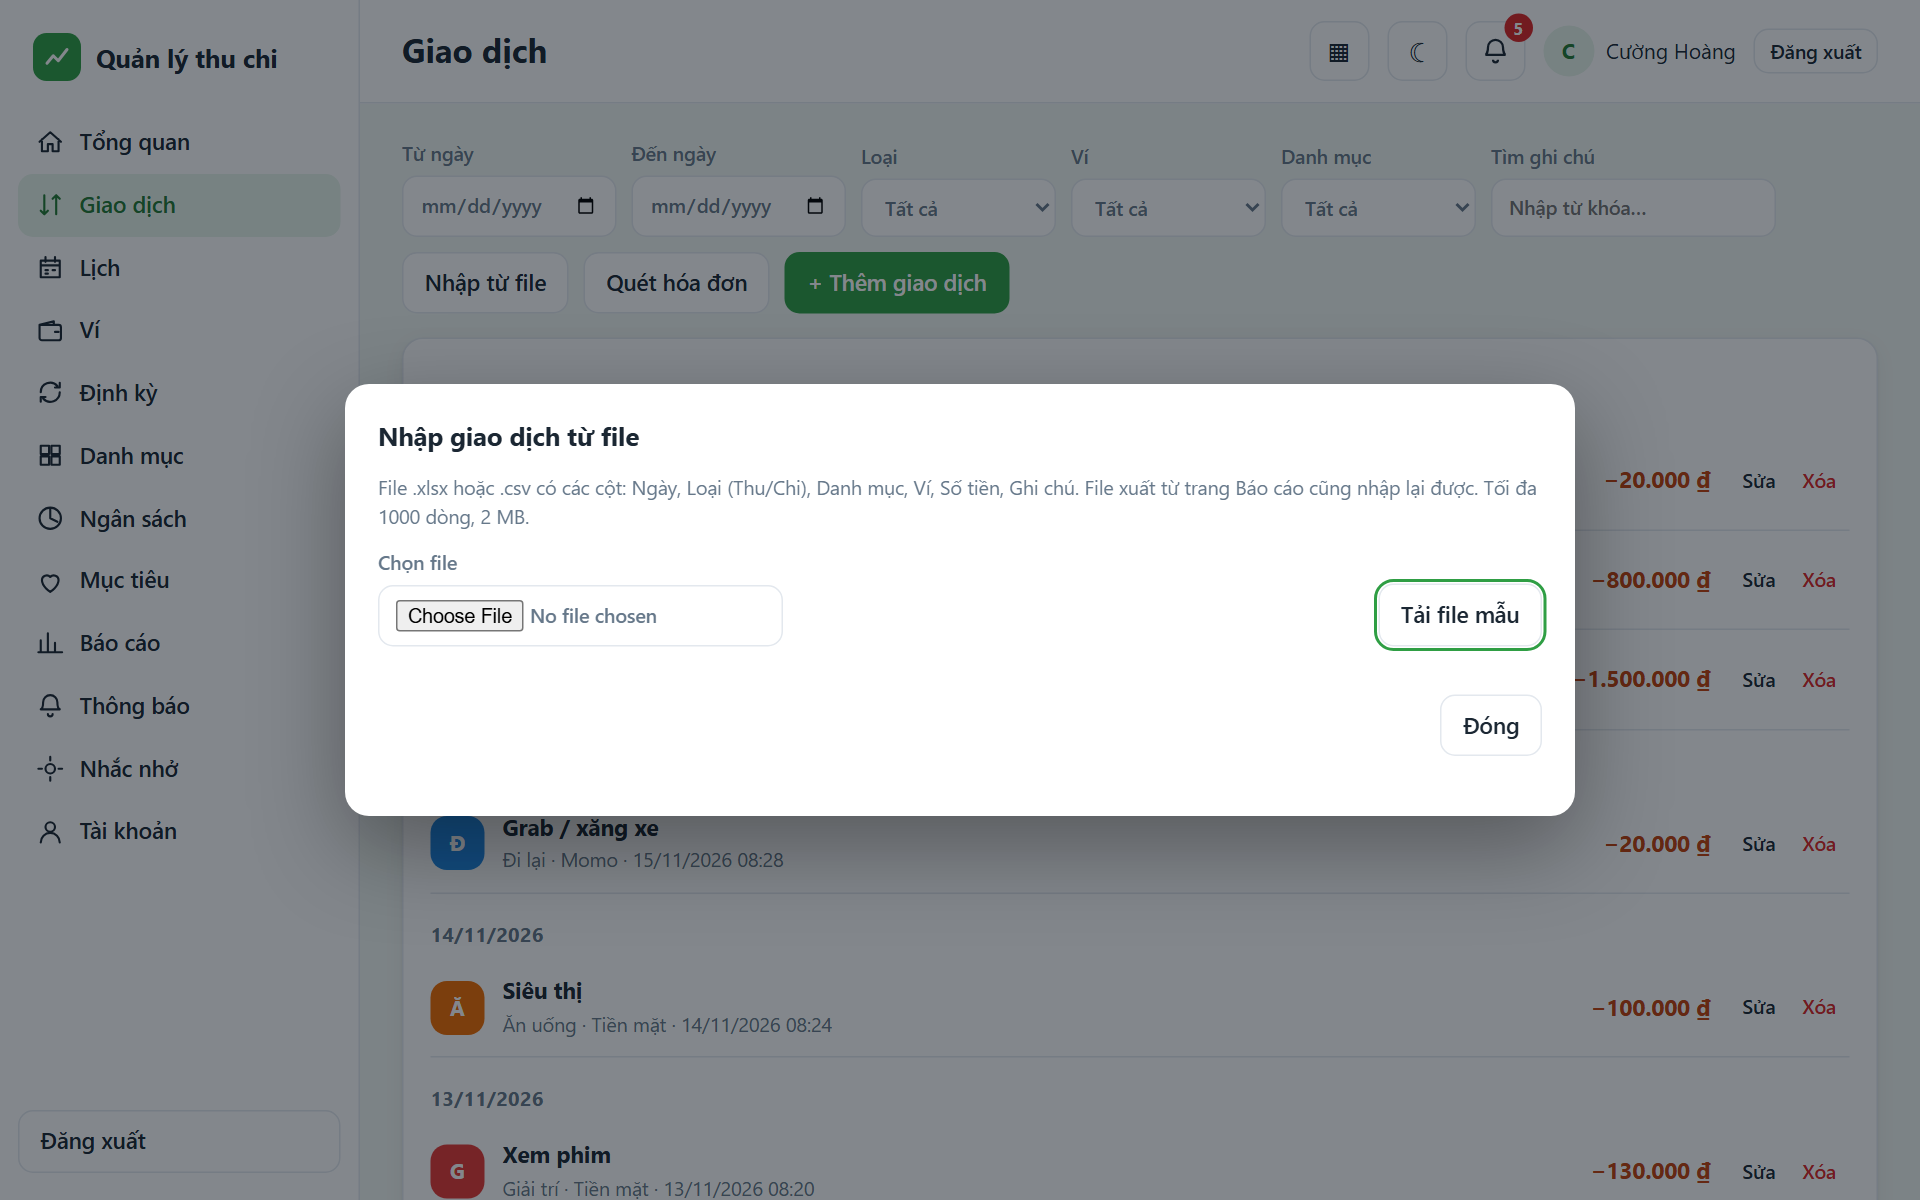 Quản lý thu chi
Tổng quan
Giao dịch
Lịch
Ví
Định kỳ
Danh mục
Ngân sách
Mục tiêu
Báo cáo
Thông báo
Nhắc nhở
Tài khoản
Đăng xuất
Giao dịch
5
C
Cường Hoàng
Đăng xuất
Từ ngày
Đến ngày
Loại
Ví
Danh mục
Tìm ghi chú
mm/dd/yyyy
mm/dd/yyyy
Tất cả
Tất cả
Tất cả
Nhập từ khóa...
Nhập từ file
Quét hóa đơn
+ Thêm giao dịch
Nhập giao dịch từ file
File .xlsx hoặc .csv có các cột: Ngày, Loại (Thu/Chi), Danh mục, Ví, Số tiền, Ghi chú. File xuất từ trang Báo cáo cũng nhập lại được. Tối đa
1000 dòng, 2 MB.
Chọn file
Choose File No file chosen
Tải file mẫu
Đóng
−20.000 ₫ Sửa Xóa
−800.000 ₫ Sửa Xóa
−1.500.000 ₫ Sửa Xóa
Đ
Grab / xăng xe
Đi lại · Momo · 15/11/2026 08:28
−20.000 ₫ Sửa Xóa
14/11/2026
Ă
Siêu thị
Ăn uống · Tiền mặt · 14/11/2026 08:24
−100.000 ₫ Sửa Xóa
13/11/2026
G
Xem phim
Giải trí · Tiền mặt · 13/11/2026 08:20
−130.000 ₫ Sửa Xóa